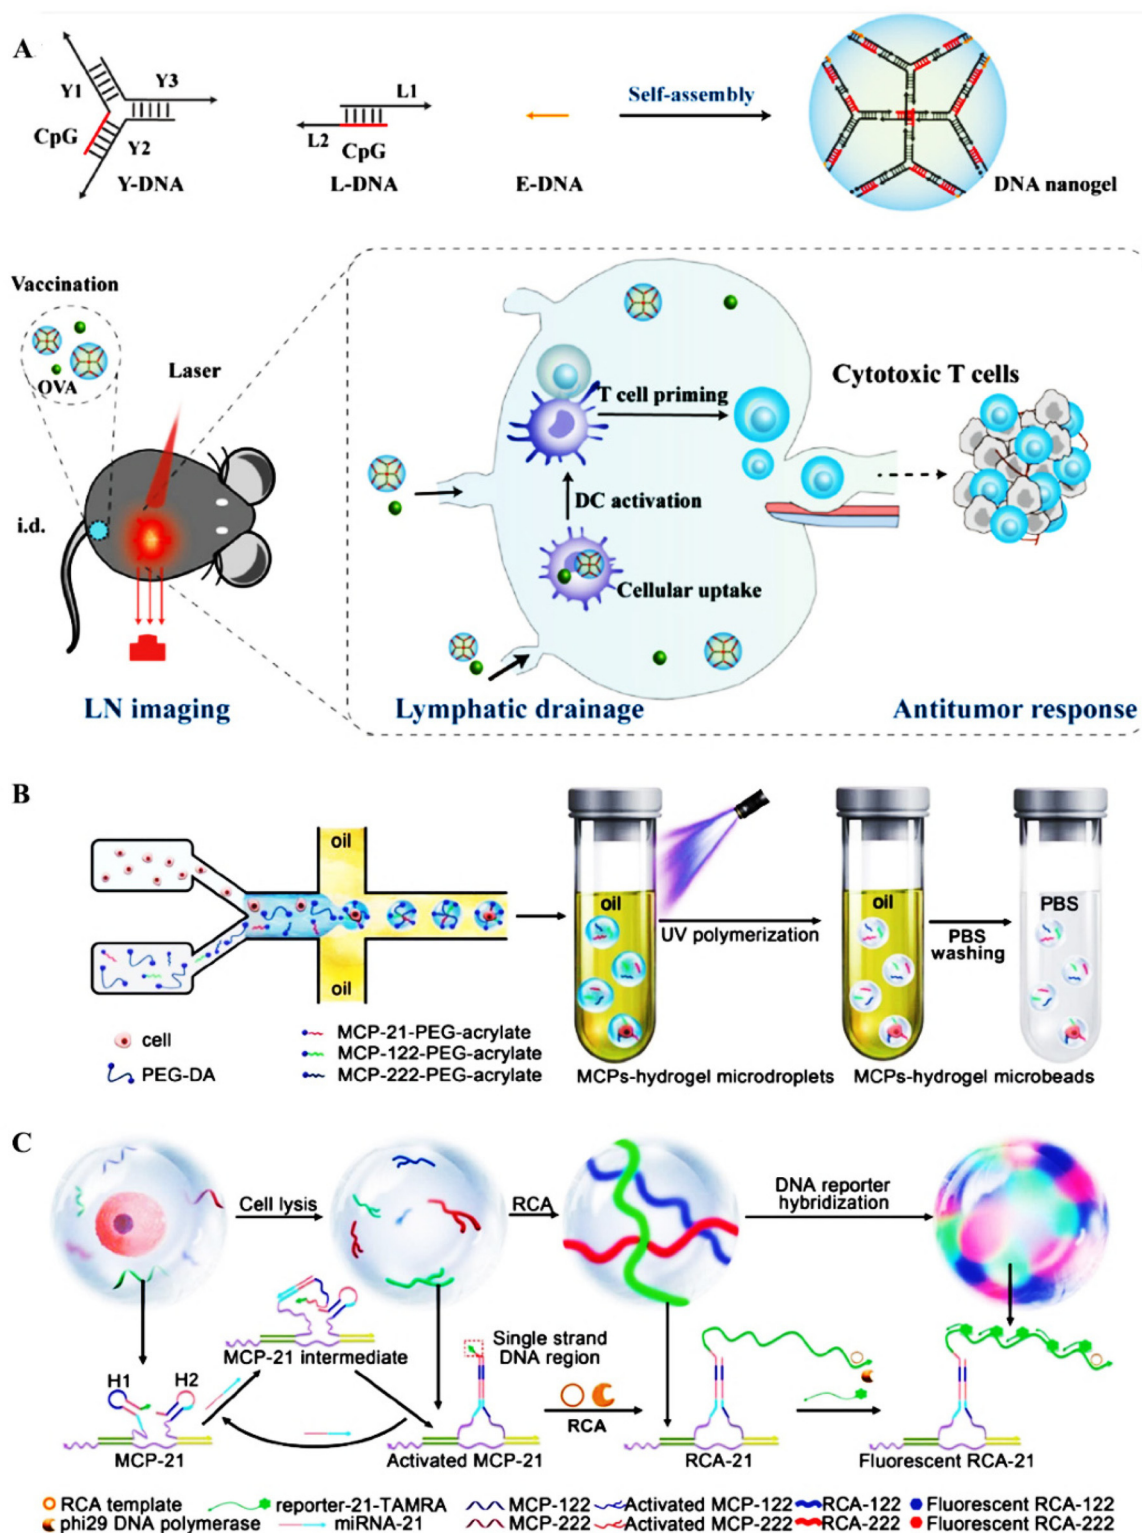 A
Y1
Y3
CpG
Y2
Y-DNA
L1
L2
CpG
L-DNA
E-DNA
Self-assembly
DNA nanogel
Vaccination
OVA
Laser
i.d.
LN imaging
T cell priming
DC activation
Cellular uptake
Cytotoxic T cells
Lymphatic drainage
Antitumor response
B
oil
oil
cell
PEG-DA
MCP-21-PEG-acrylate
MCP-122-PEG-acrylate
MCP-222-PEG-acrylate
oil
UV polymerization
oil
PBS
washing
PBS
MCPs-hydrogel microdroplets
MCPs-hydrogel microbeads
C
Cell lysis
RCA
DNA reporter
hybridization
MCP-21 intermediate
Single strand
DNA region
H1
H2
RCA
MCP-21
Activated MCP-21
RCA-21
Fluorescent RCA-21
RCA template
reporter-21-TAMRA
MCP-122
Activated MCP-122
RCA-122
Fluorescent RCA-122
phi29 DNA polymerase
miRNA-21
MCP-222
Activated MCP-222
RCA-222
Fluorescent RCA-222